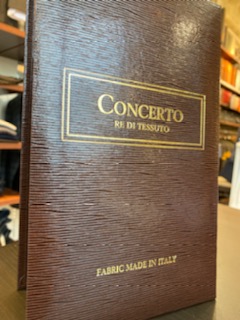 CONCERTO
RE DI TESSUTO
FABRIC MADE IN ITALY